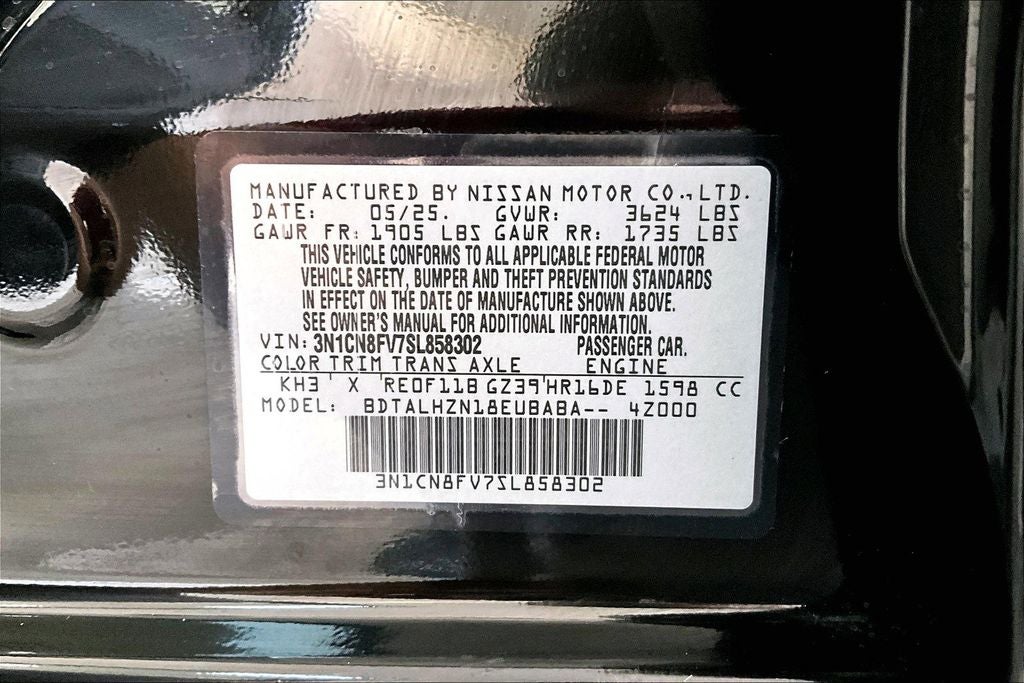 MANUFACTURED BY NISSAN MOTOR CO.,LTD.
DATE: 05/25. GVWR: 3624 LBS
GAWR FR: 1905 LBS GAWR RR: 1735 LBS
THIS VEHICLE CONFORMS TO ALL APPLICABLE FEDERAL MOTOR
VEHICLE SAFETY, BUMPER AND THEFT PREVENTION STANDARDS
IN EFFECT ON THE DATE OF MANUFACTURE SHOWN ABOVE.
SEE OWNER'S MANUAL FOR ADDITIONAL INFORMATION.
VIN: 3N1CN8FV7SL858302 PASSENGER CAR.
COLOR TRIM TRANS AXLE ENGINE
KH3 X RE0F11B GZ39 HR16DE 1598 CC
MODEL: BDTALHZN18EUBABA-- 4Z000
3N1CN8FV7SL858302